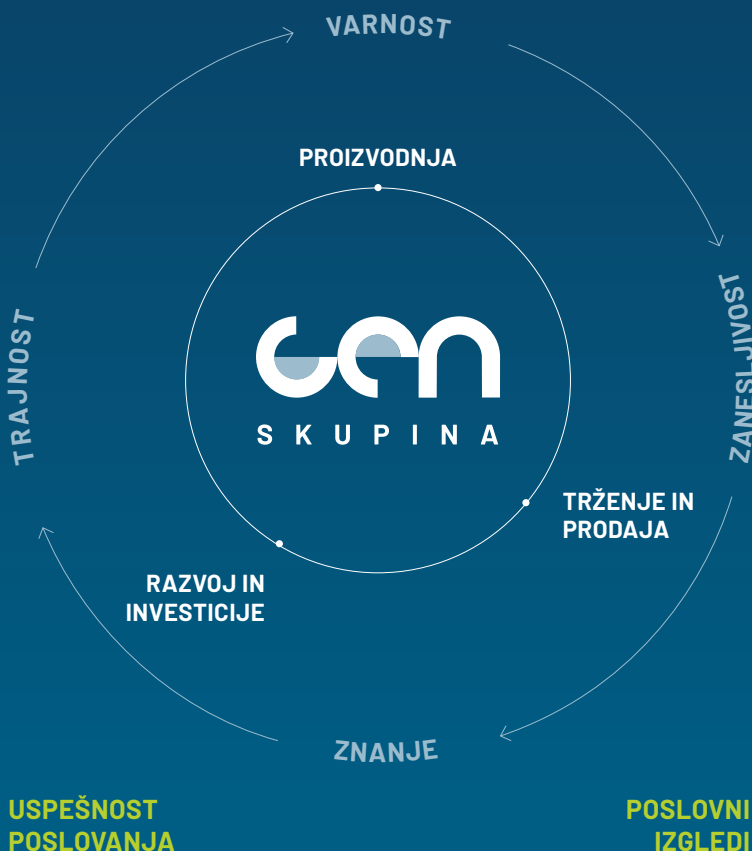 VARNOST
PROIZVODNJA
ZANESLJIVOST
TRAJNOST
gen
SKUPINA
TRŽENJE IN
PRODAJA
RAZVOJ IN
INVESTICIJE
ZNANJE
USPEŠNOST
POSLOVANJA
POSLOVNI
IZGLEDI